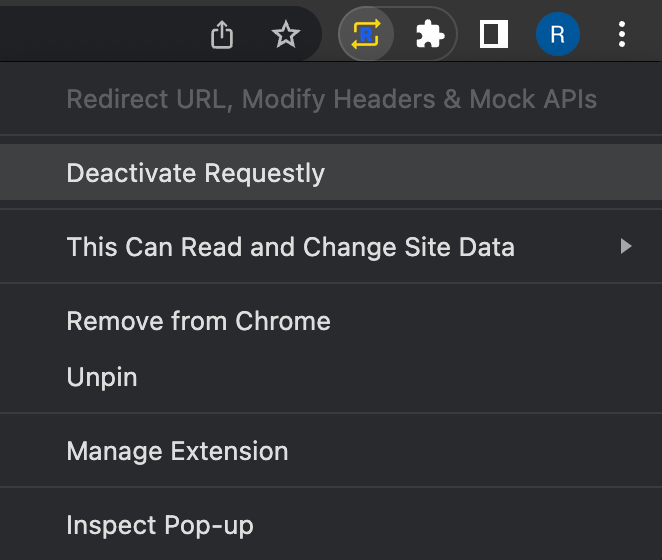 R
R
Redirect URL, Modify Headers & Mock APIs
Deactivate Requestly
This Can Read and Change Site Data
Remove from Chrome
Unpin
Manage Extension
Inspect Pop-up